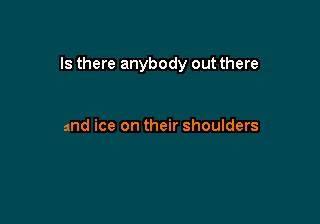 Is there anybody out there
and ice on their shoulders